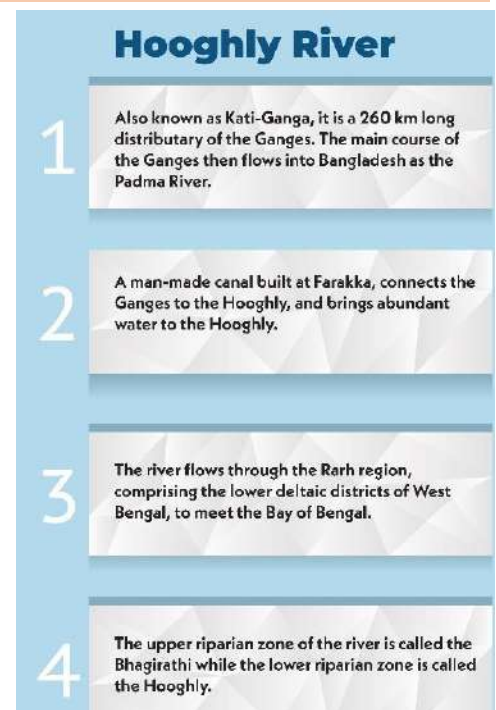 Hooghly River
1
Also known as Kati-Ganga, it is a 260 km long
distributary of the Ganges. The main course of
the Ganges then flows into Bangladesh as the
Padma River.
2
A man-made canal built at Farakka, connects the
Ganges to the Hooghly, and brings abundant
water to the Hooghly.
3
The river flows through the Rarh region,
comprising the lower deltaic districts of West
Bengal, to meet the Bay of Bengal.
4
The upper riparian zone of the river is called the
Bhagirathi while the lower riparian zone is called
the Hooghly.